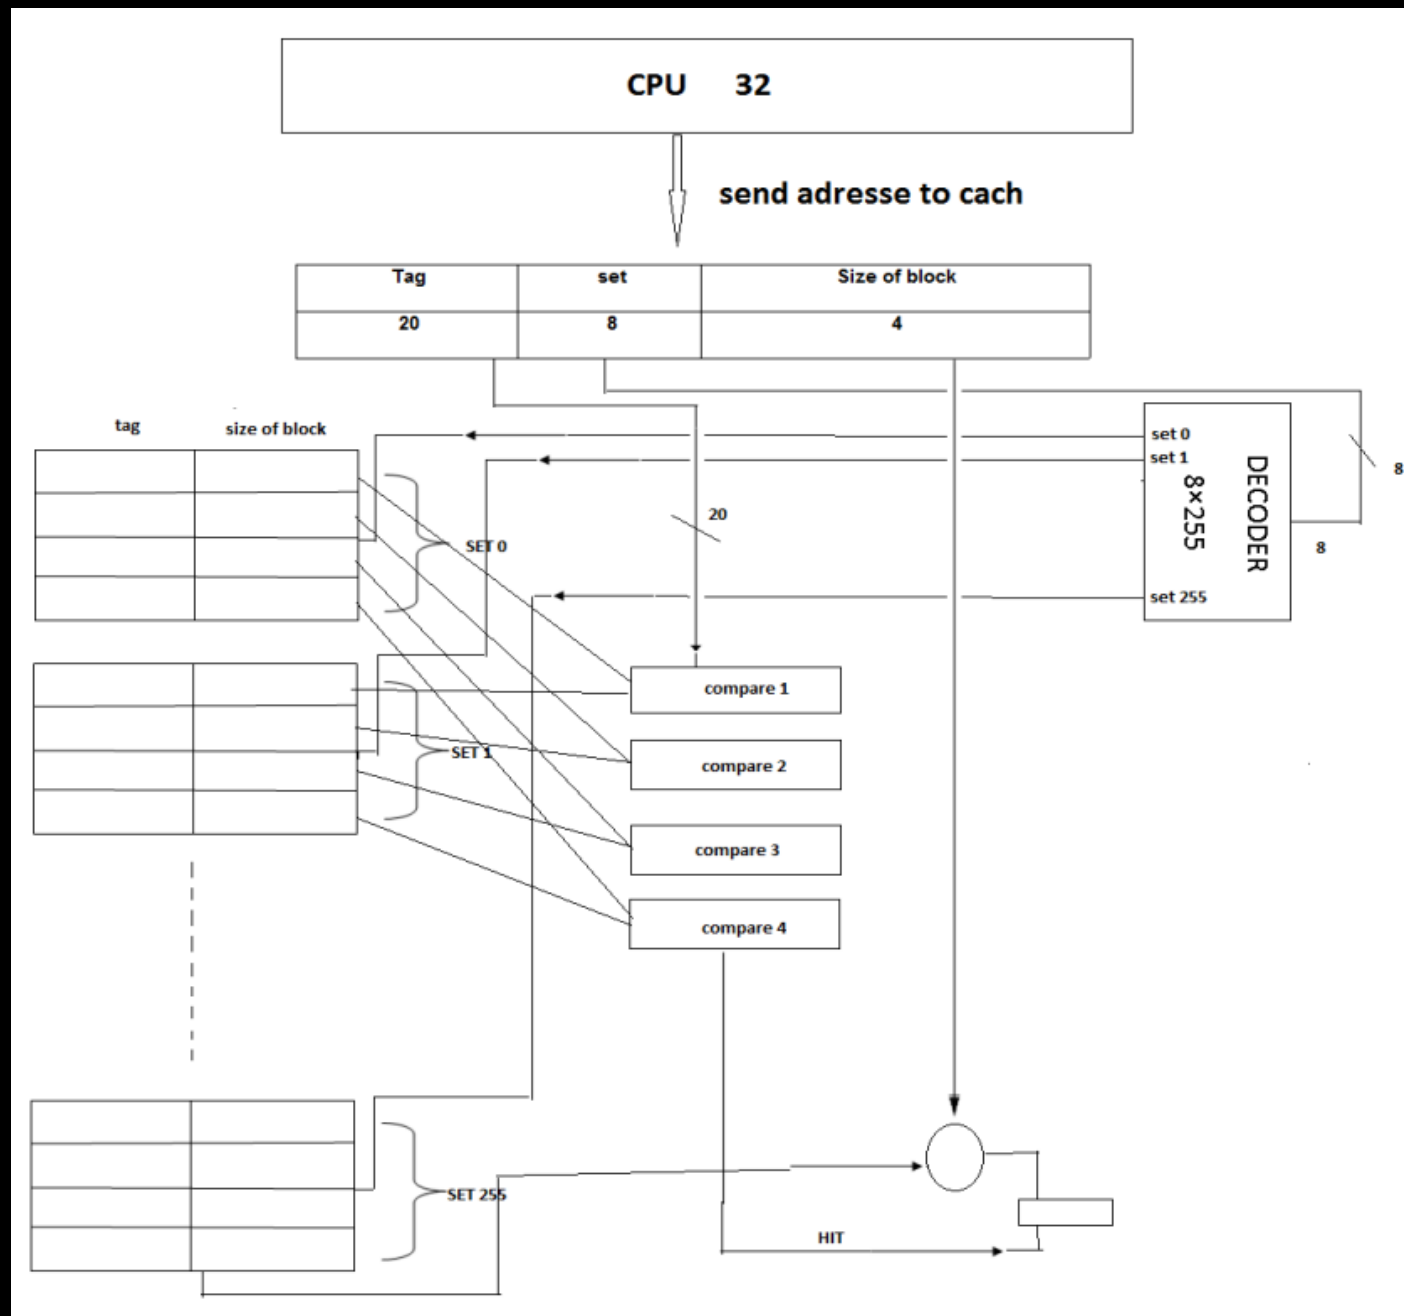 CPU 32
send adresse to cach
Tag set Size of block
20 8 4
tag size of block
set 0
set 1
8×255
DECODER
8
8
set 255
20
SET 0
compare 1
SET 1
compare 2
compare 3
compare 4
SET 255
HIT